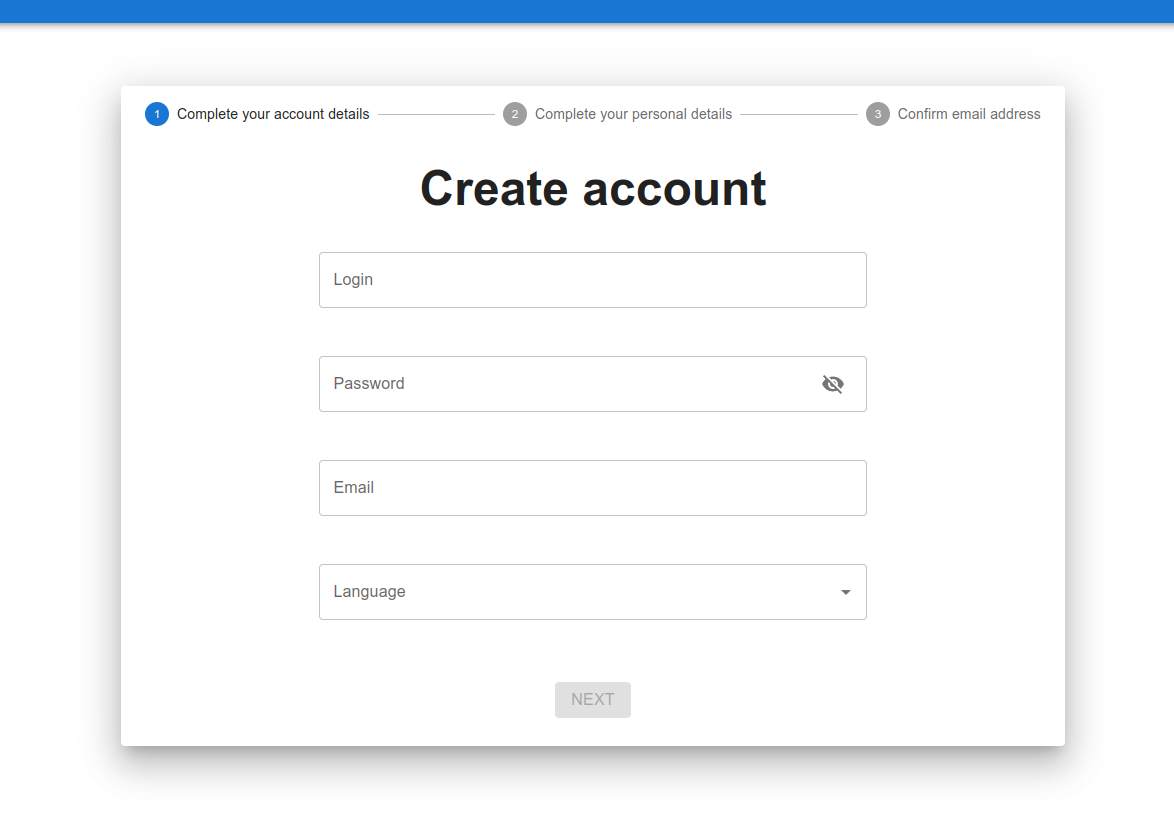 1 Complete your account details 2 Complete your personal details 3 Confirm email address
Create account
Login
Password
Email
Language
NEXT